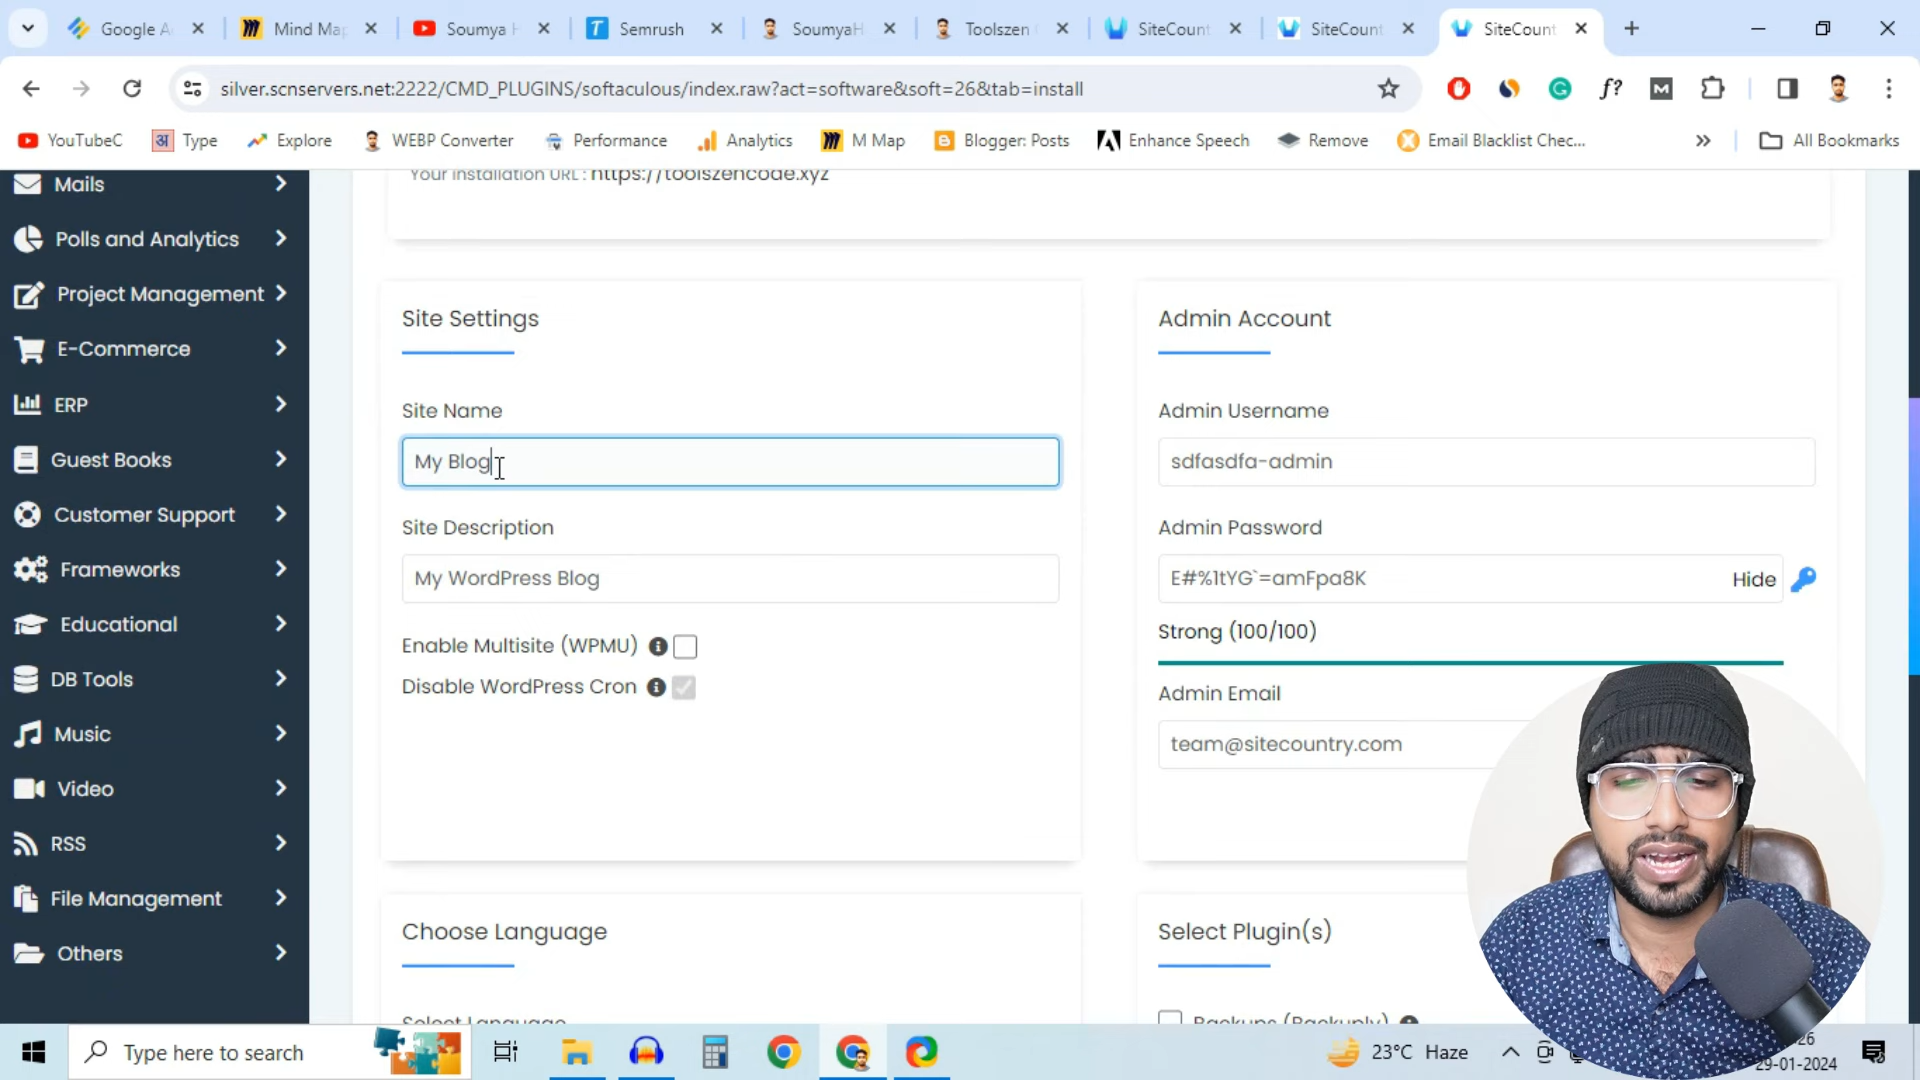 Google A
Mind Map
Soumya H
Semrush
SoumyaH
Toolszen
SiteCount
SiteCount
SiteCount
silver.scnservers.net:2222/CMD_PLUGINS/softaculous/index.raw?act=software&soft=26&tab=install
YouTubeC
Type
Explore
WEBP Converter
Performance
Analytics
M Map
Blogger: Posts
Enhance Speech
Remove
Email Blacklist Chec...
All Bookmarks
Mails
Polls and Analytics
Project Management
E-Commerce
ERP
Guest Books
Customer Support
Frameworks
Educational
DB Tools
Music
Video
RSS
File Management
Others
Your Installation URL : https://toolszencode.xyz
Site Settings
Site Name
My Blog
Site Description
My WordPress Blog
Enable Multisite (WPMU)
Disable WordPress Cron
Admin Account
Admin Username
sdfasdfa-admin
Admin Password
E#%1tYG`=amFpa8K
Hide
Strong (100/100)
Admin Email
team@sitecountry.com
Choose Language
Select Language
Select Plugin(s)
Backups (Backuply)
Type here to search
23°C Haze
29-01-2024